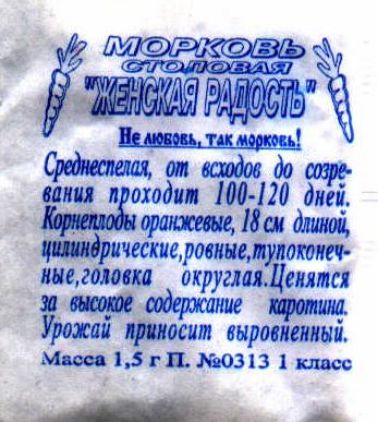 МОРКОВЬ
СТОЛОВАЯ
"ЖЕНСКАЯ РАДОСТЬ"
Не любовь, так морковь!
Среднеспелая, от всходов до созре-
вания проходит 100-120 дней.
Корнеплоды оранжевые, 18 см длиной,
цилиндрические,ровные,тупоконеч-
ные,головка округлая.Ценятся
за высокое содержание каротина.
Урожай приносит выровненный.
Масса 1,5 г П. №0313 1 класс